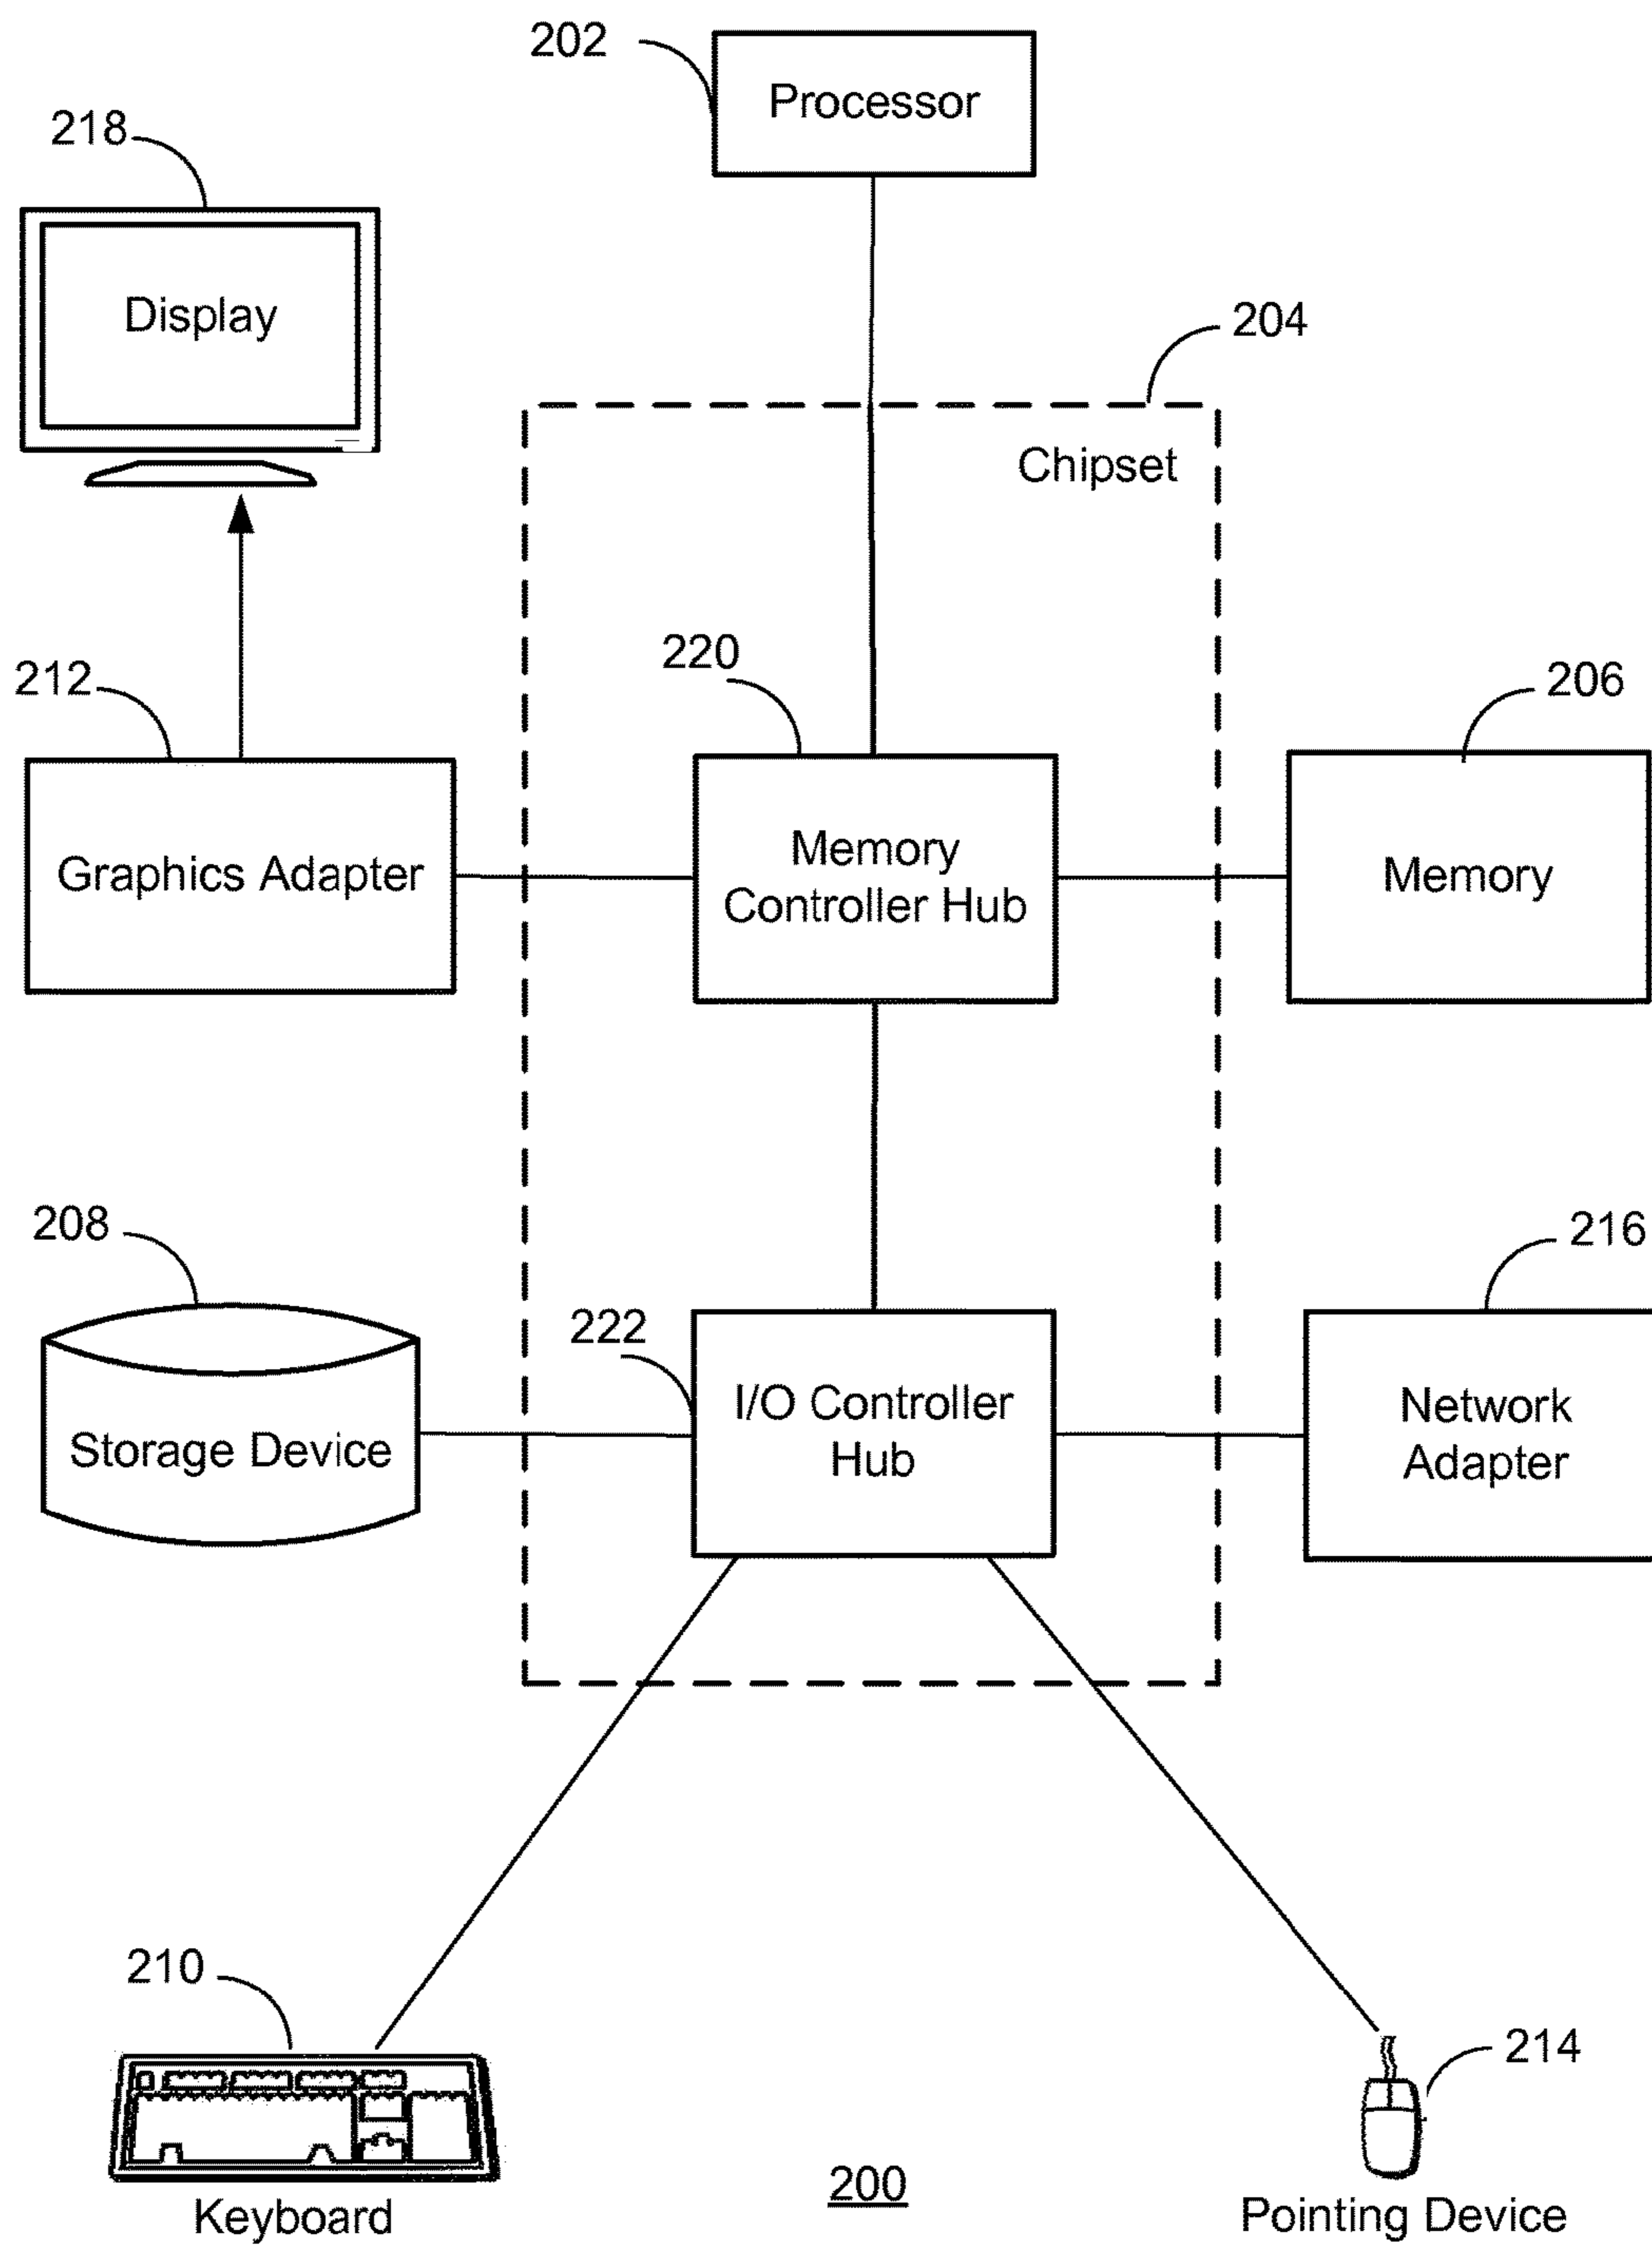 202
Processor
218
Display
204
Chipset
220
212
206
Graphics Adapter
Memory
Controller Hub
Memory
208
216
222
Storage Device
I/O Controller
Hub
Network
Adapter
210
214
200
Keyboard
Pointing Device